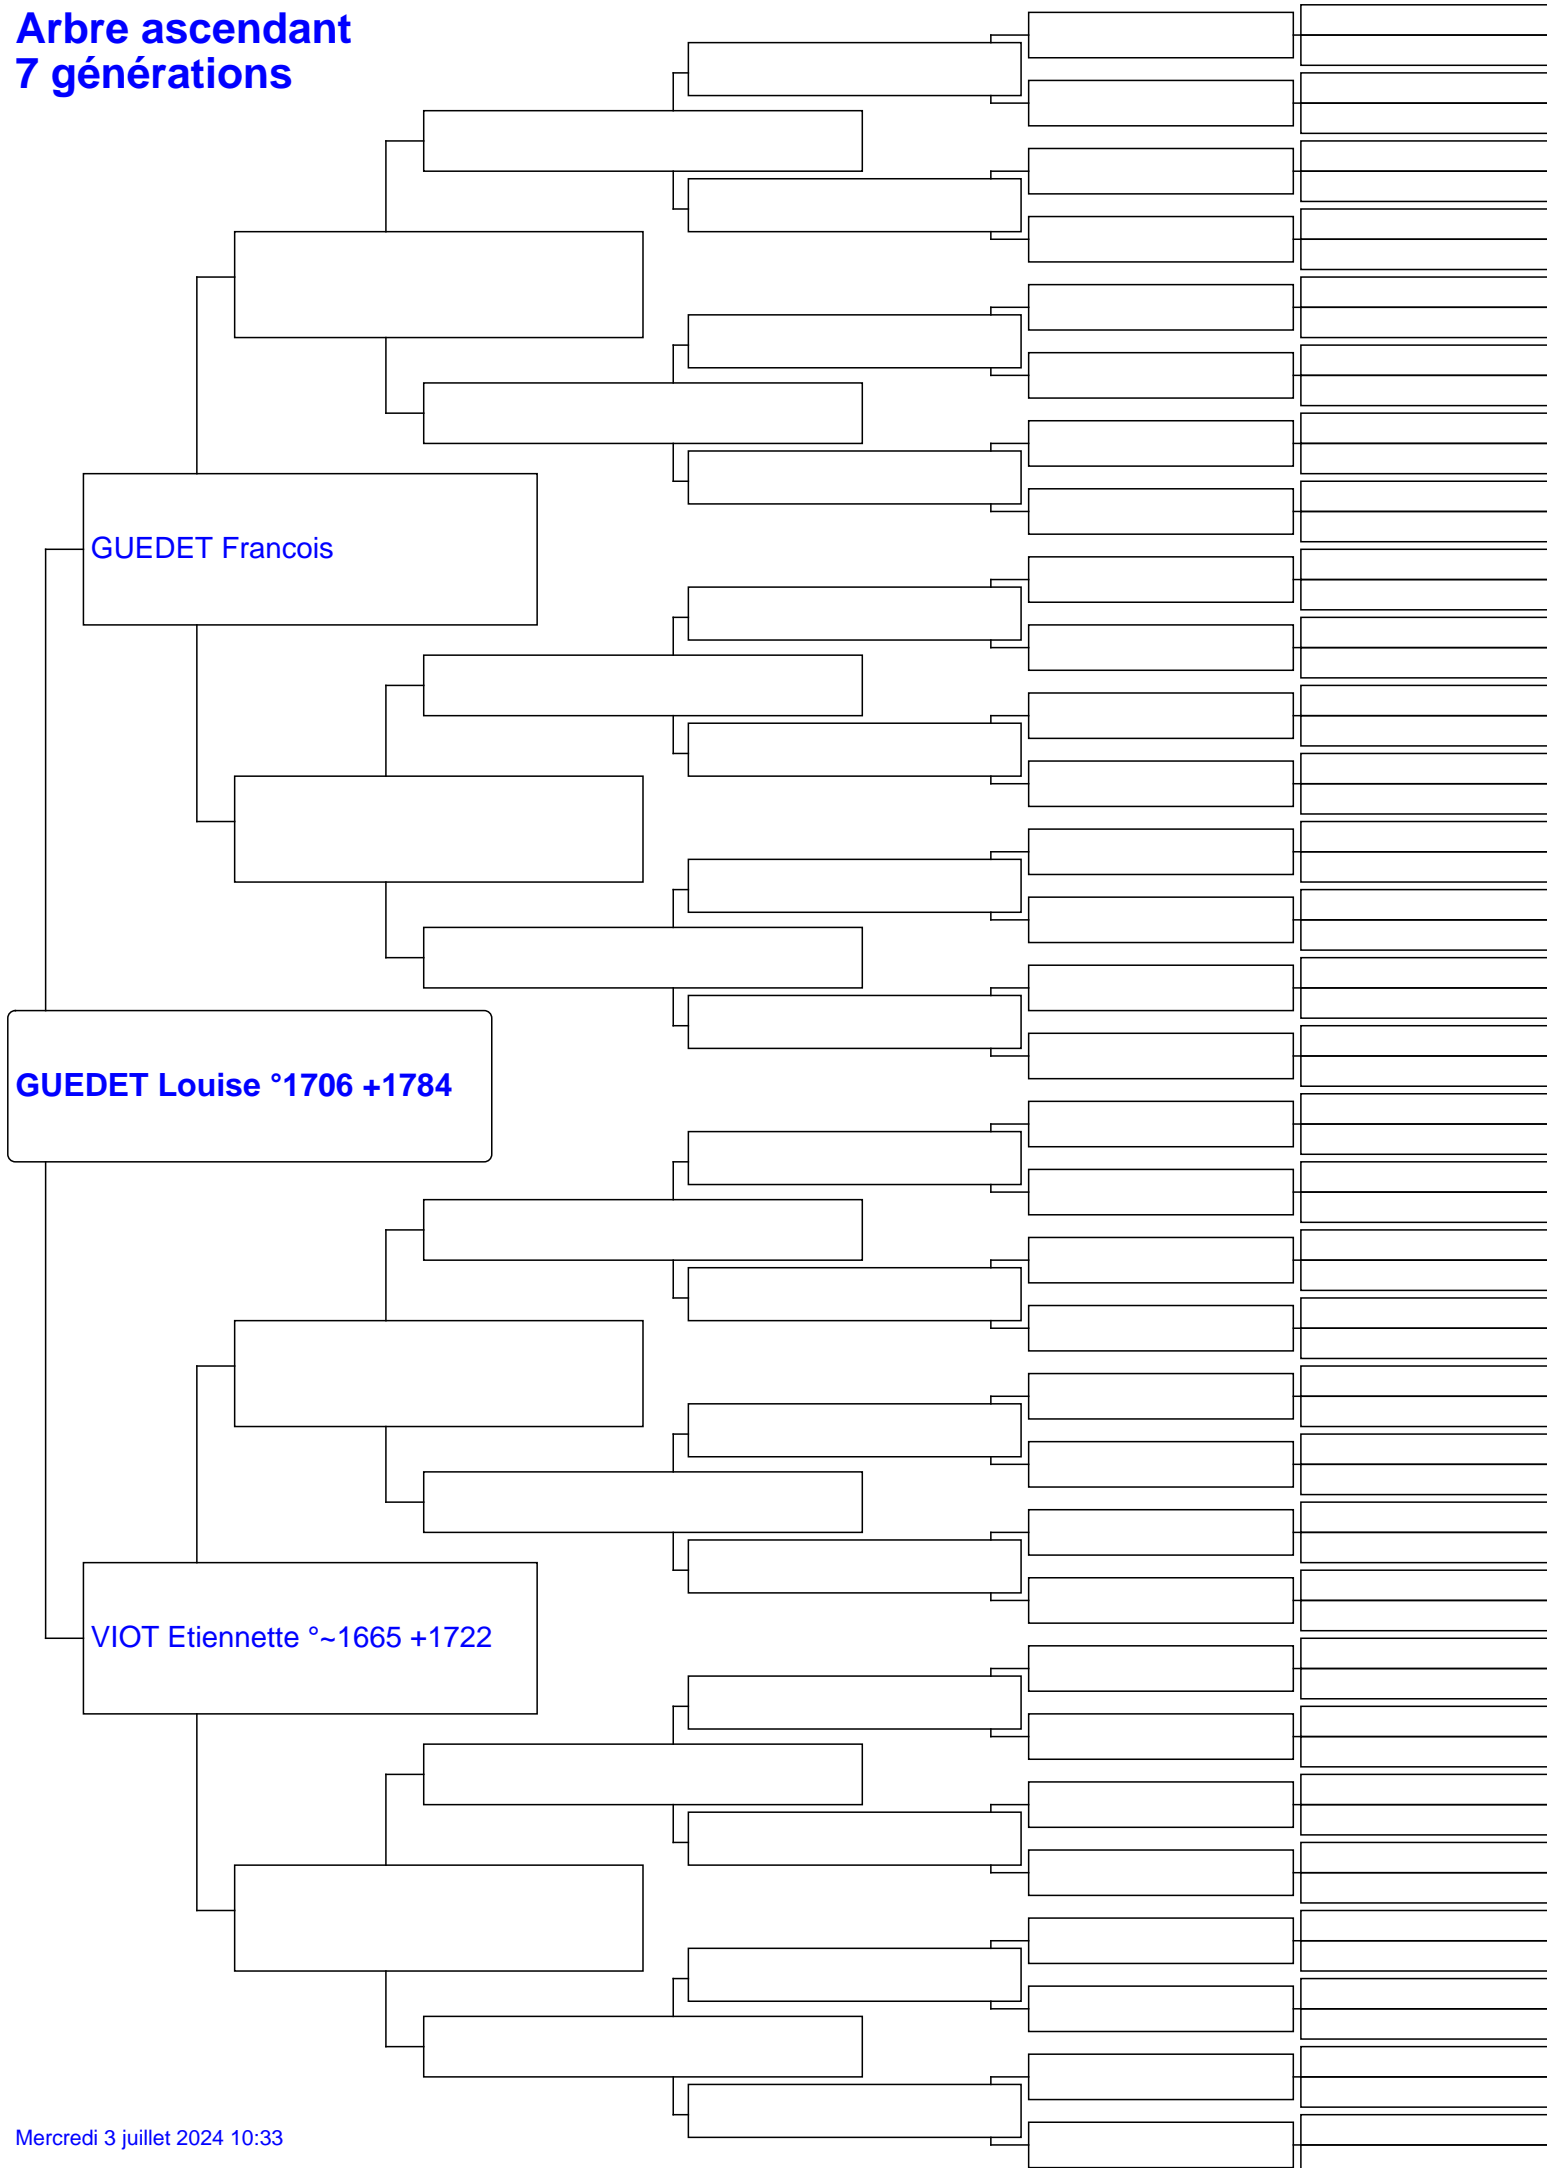 Arbre ascendant
7 générations
GUEDET Francois
GUEDET Louise °1706 +1784
VIOT Etiennette °~1665 +1722
Mercredi 3 juillet 2024 10:33